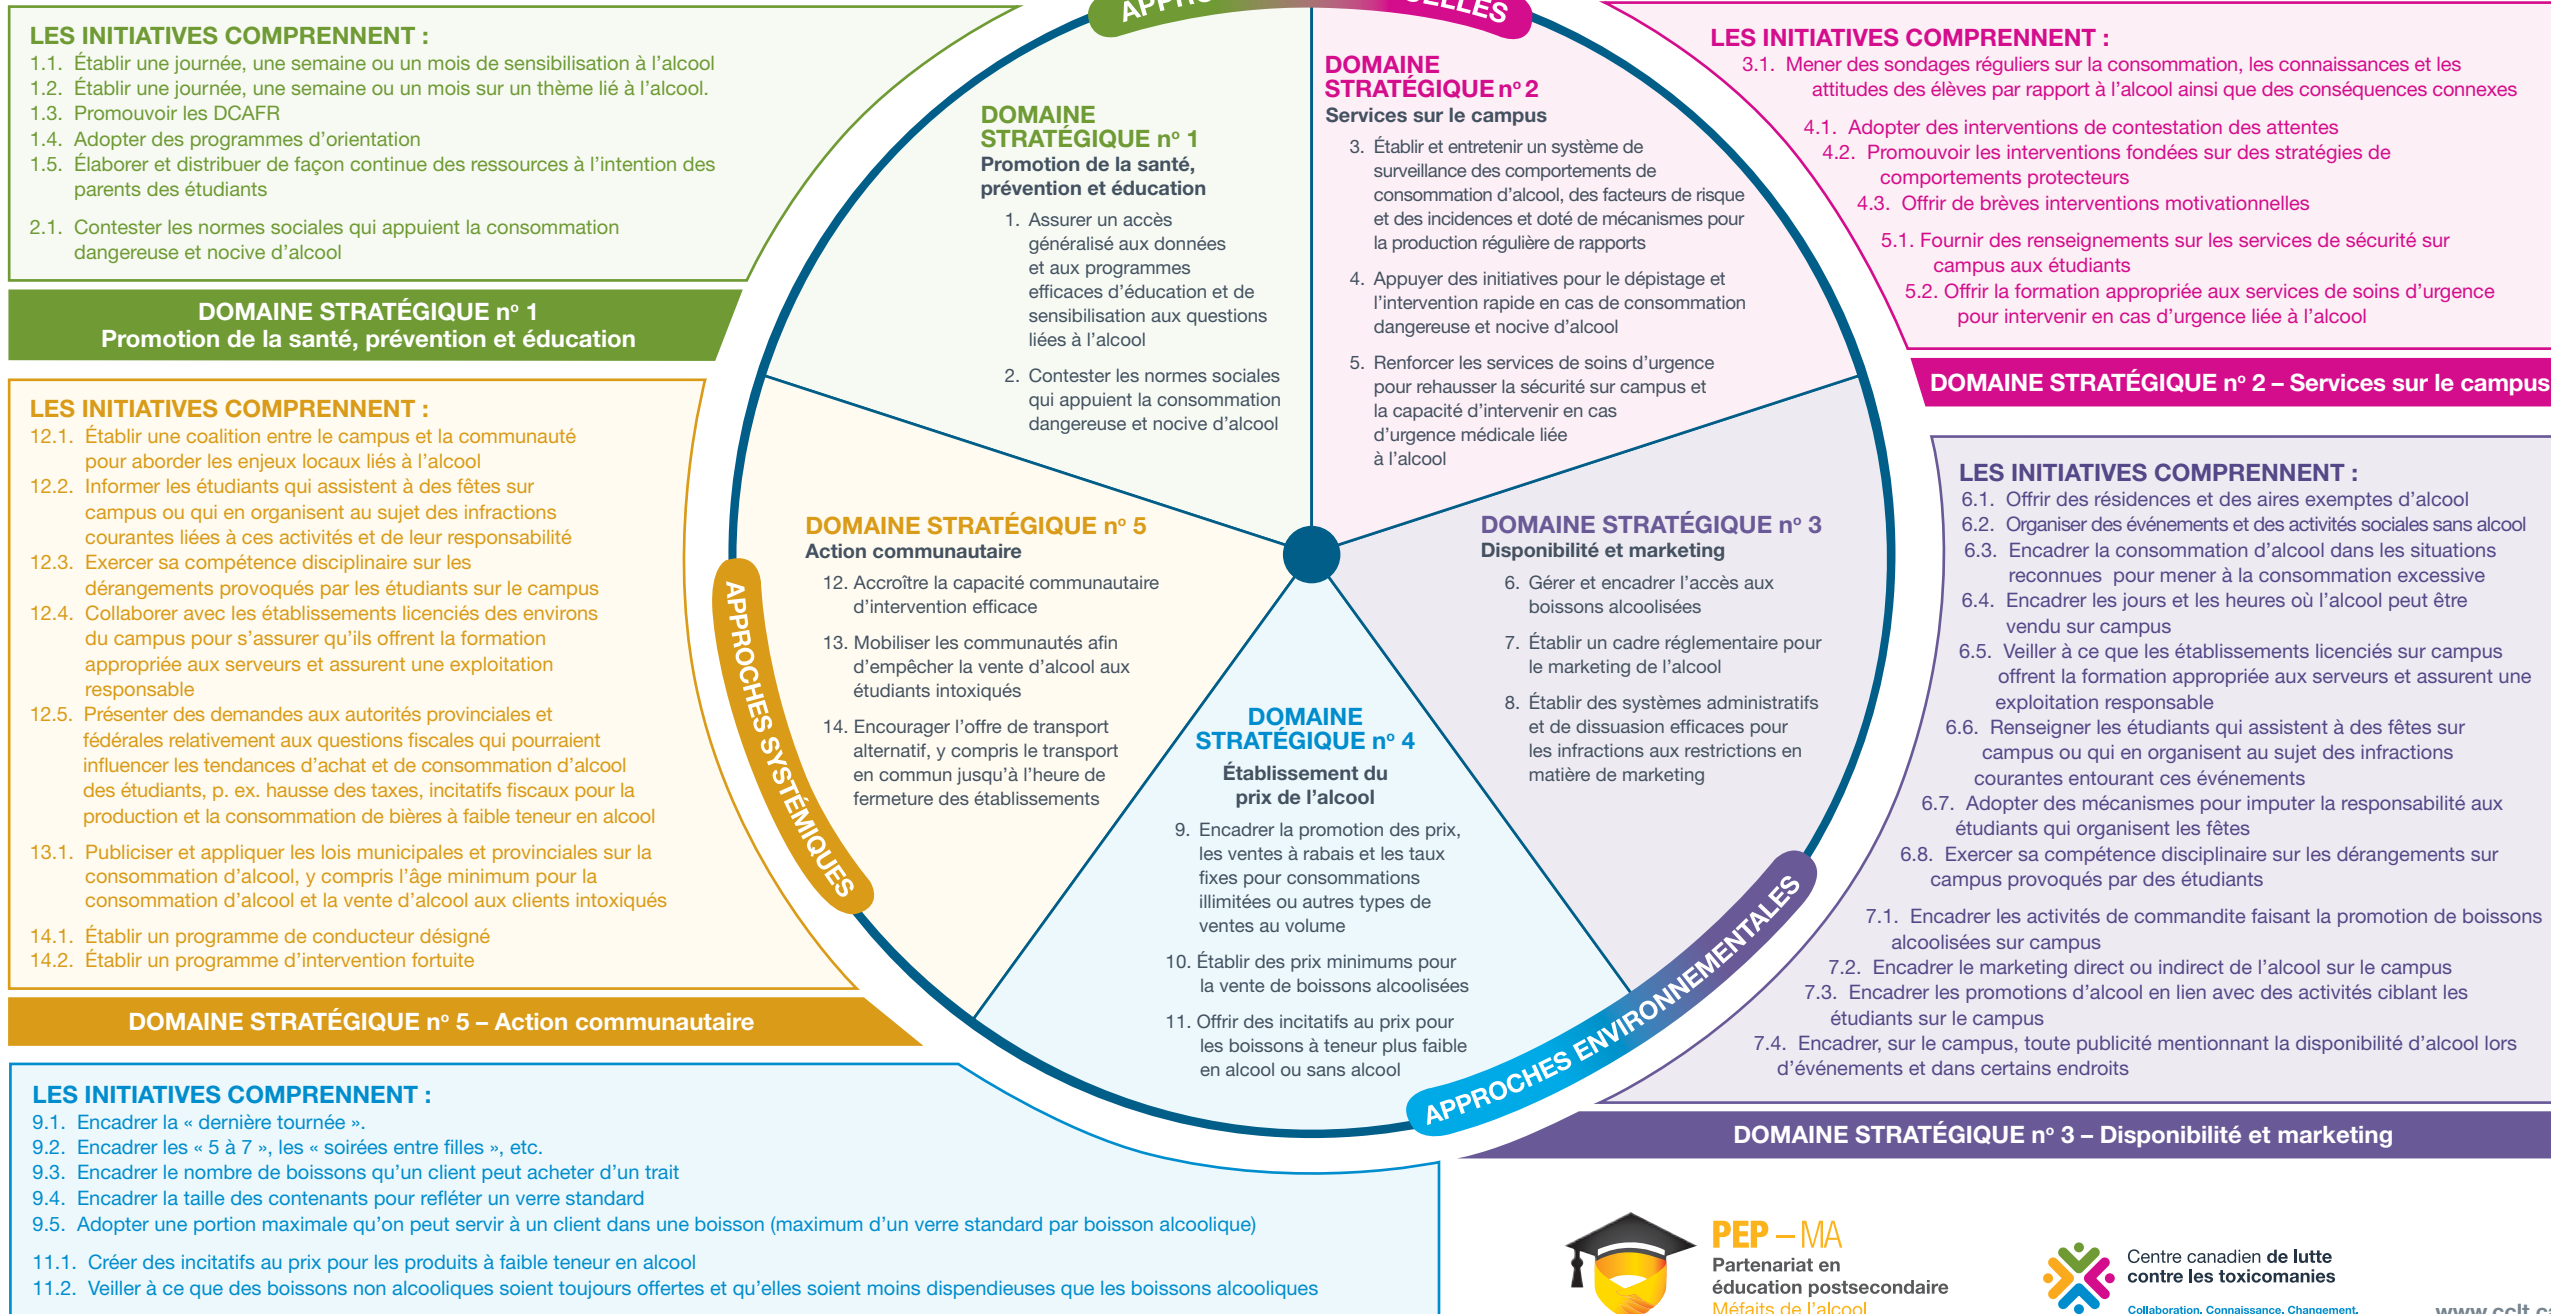 LES INITIATIVES COMPRENNENT :
1.1. Établir une journée, une semaine ou un mois de sensibilisation à l’alcool
1.2. Établir une journée, une semaine ou un mois sur un thème lié à l’alcool.
1.3. Promouvoir les DCAFR
1.4. Adopter des programmes d’orientation
1.5. Élaborer et distribuer de façon continue des ressources à l’intention des
parents des étudiants
2.1. Contester les normes sociales qui appuient la consommation
dangereuse et nocive d’alcool
DOMAINE STRATÉGIQUE nº 1
Promotion de la santé, prévention et éducation
DOMAINE
STRATÉGIQUE nº 1
Promotion de la santé,
prévention et éducation
1. Assurer un accès
généralisé aux données
et aux programmes
efficaces d’éducation et de
sensibilisation aux questions
liées à l’alcool
2. Contester les normes sociales
qui appuient la consommation
dangereuse et nocive d’alcool
DOMAINE
STRATÉGIQUE nº 2
Services sur le campus
3. Établir et entretenir un système de
surveillance des comportements de
consommation d’alcool, des facteurs de risque
et des incidences et doté de mécanismes pour
la production régulière de rapports
4. Appuyer des initiatives pour le dépistage et
l’intervention rapide en cas de consommation
dangereuse et nocive d’alcool
5. Renforcer les services de soins d’urgence
pour rehausser la sécurité sur campus et
la capacité d’intervenir en cas
d’urgence médicale liée
à l’alcool
LES INITIATIVES COMPRENNENT :
3.1. Mener des sondages réguliers sur la consommation, les connaissances et les
attitudes des élèves par rapport à l’alcool ainsi que des conséquences connexes
4.1. Adopter des interventions de contestation des attentes
4.2. Promouvoir les interventions fondées sur des stratégies de
comportements protecteurs
4.3. Offrir de brèves interventions motivationnelles
5.1. Fournir des renseignements sur les services de sécurité sur
campus aux étudiants
5.2. Offrir la formation appropriée aux services de soins d’urgence
pour intervenir en cas d’urgence liée à l’alcool
DOMAINE STRATÉGIQUE nº 2 – Services sur le campus
LES INITIATIVES COMPRENNENT :
12.1. Établir une coalition entre le campus et la communauté
pour aborder les enjeux locaux liés à l’alcool
12.2. Informer les étudiants qui assistent à des fêtes sur
campus ou qui en organisent au sujet des infractions
courantes liées à ces activités et de leur responsabilité
12.3. Exercer sa compétence disciplinaire sur les
dérangements provoqués par les étudiants sur le campus
12.4. Collaborer avec les établissements licenciés des environs
du campus pour s’assurer qu’ils offrent la formation
appropriée aux serveurs et assurent une exploitation
responsable
12.5. Présenter des demandes aux autorités provinciales et
fédérales relativement aux questions fiscales qui pourraient
influencer les tendances d’achat et de consommation d’alcool
des étudiants, p. ex. hausse des taxes, incitatifs fiscaux pour la
production et la consommation de bières à faible teneur en alcool
13.1. Publiciser et appliquer les lois municipales et provinciales sur la
consommation d’alcool, y compris l’âge minimum pour la
consommation d’alcool et la vente d’alcool aux clients intoxiqués
14.1. Établir un programme de conducteur désigné
14.2. Établir un programme d’intervention fortuite
DOMAINE STRATÉGIQUE nº 5 – Action communautaire
APPROCHES SYSTÉMIQUES
DOMAINE STRATÉGIQUE nº 5
Action communautaire
12. Accroître la capacité communautaire
d’intervention efficace
13. Mobiliser les communautés afin
d’empêcher la vente d’alcool aux
étudiants intoxiqués
14. Encourager l’offre de transport
alternatif, y compris le transport
en commun jusqu’à l’heure de
fermeture des établissements
DOMAINE
STRATÉGIQUE nº 4
Établissement du
prix de l’alcool
9. Encadrer la promotion des prix,
les ventes à rabais et les taux
fixes pour consommations
illimitées ou autres types de
ventes au volume
10. Établir des prix minimums pour
la vente de boissons alcoolisées
11. Offrir des incitatifs au prix pour
les boissons à teneur plus faible
en alcool ou sans alcool
DOMAINE STRATÉGIQUE nº 3
Disponibilité et marketing
6. Gérer et encadrer l’accès aux
boissons alcoolisées
7. Établir un cadre réglementaire pour
le marketing de l’alcool
8. Établir des systèmes administratifs
et de dissuasion efficaces pour
les infractions aux restrictions en
matière de marketing
APPROCHES ENVIRONNEMENTALES
LES INITIATIVES COMPRENNENT :
6.1. Offrir des résidences et des aires exemptes d’alcool
6.2. Organiser des événements et des activités sociales sans alcool
6.3. Encadrer la consommation d’alcool dans les situations
reconnues pour mener à la consommation excessive
6.4. Encadrer les jours et les heures où l’alcool peut être
vendu sur campus
6.5. Veiller à ce que les établissements licenciés sur campus
offrent la formation appropriée aux serveurs et assurent une
exploitation responsable
6.6. Renseigner les étudiants qui assistent à des fêtes sur
campus ou qui en organisent au sujet des infractions
courantes entourant ces événements
6.7. Adopter des mécanismes pour imputer la responsabilité aux
étudiants qui organisent les fêtes
6.8. Exercer sa compétence disciplinaire sur les dérangements sur
campus provoqués par des étudiants
7.1. Encadrer les activités de commandite faisant la promotion de boissons
alcoolisées sur campus
7.2. Encadrer le marketing direct ou indirect de l’alcool sur le campus
7.3. Encadrer les promotions d’alcool en lien avec des activités ciblant les
étudiants sur le campus
7.4. Encadrer, sur le campus, toute publicité mentionnant la disponibilité d’alcool lors
d’événements et dans certains endroits
DOMAINE STRATÉGIQUE nº 3 – Disponibilité et marketing
LES INITIATIVES COMPRENNENT :
9.1. Encadrer la « dernière tournée ».
9.2. Encadrer les « 5 à 7 », les « soirées entre filles », etc.
9.3. Encadrer le nombre de boissons qu’un client peut acheter d’un trait
9.4. Encadrer la taille des contenants pour refléter un verre standard
9.5. Adopter une portion maximale qu’on peut servir à un client dans une boisson (maximum d’un verre standard par boisson alcoolique)
11.1. Créer des incitatifs au prix pour les produits à faible teneur en alcool
11.2. Veiller à ce que des boissons non alcooliques soient toujours offertes et qu’elles soient moins dispendieuses que les boissons alcooliques
PEP – MA
Partenariat en
éducation postsecondaire
Méfaits de l’alcool
Centre canadien de lutte
contre les toxicomanies
Collaboration. Connaissance. Changement.